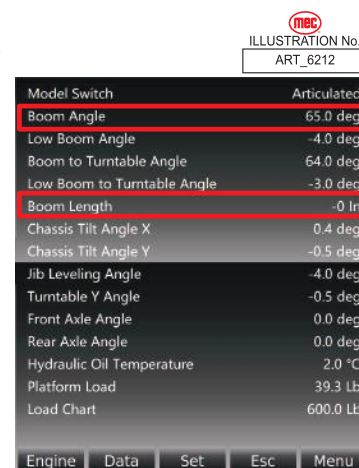 mec
ILLUSTRATION No.
ART_6212
Model Switch Articulated
Boom Angle 65.0 deg
Low Boom Angle -4.0 deg
Boom to Turntable Angle 64.0 deg
Low Boom to Turntable Angle -3.0 deg
Boom Length -0 In
Chassis Tilt Angle X 0.4 deg
Chassis Tilt Angle Y -0.5 deg
Jib Leveling Angle -4.0 deg
Turntable Y Angle -0.5 deg
Front Axle Angle 0.0 deg
Rear Axle Angle 0.0 deg
Hydraulic Oil Temperature 2.0 °C
Platform Load 39.3 Lb
Load Chart 600.0 Lb
Engine Data Set Esc Menu